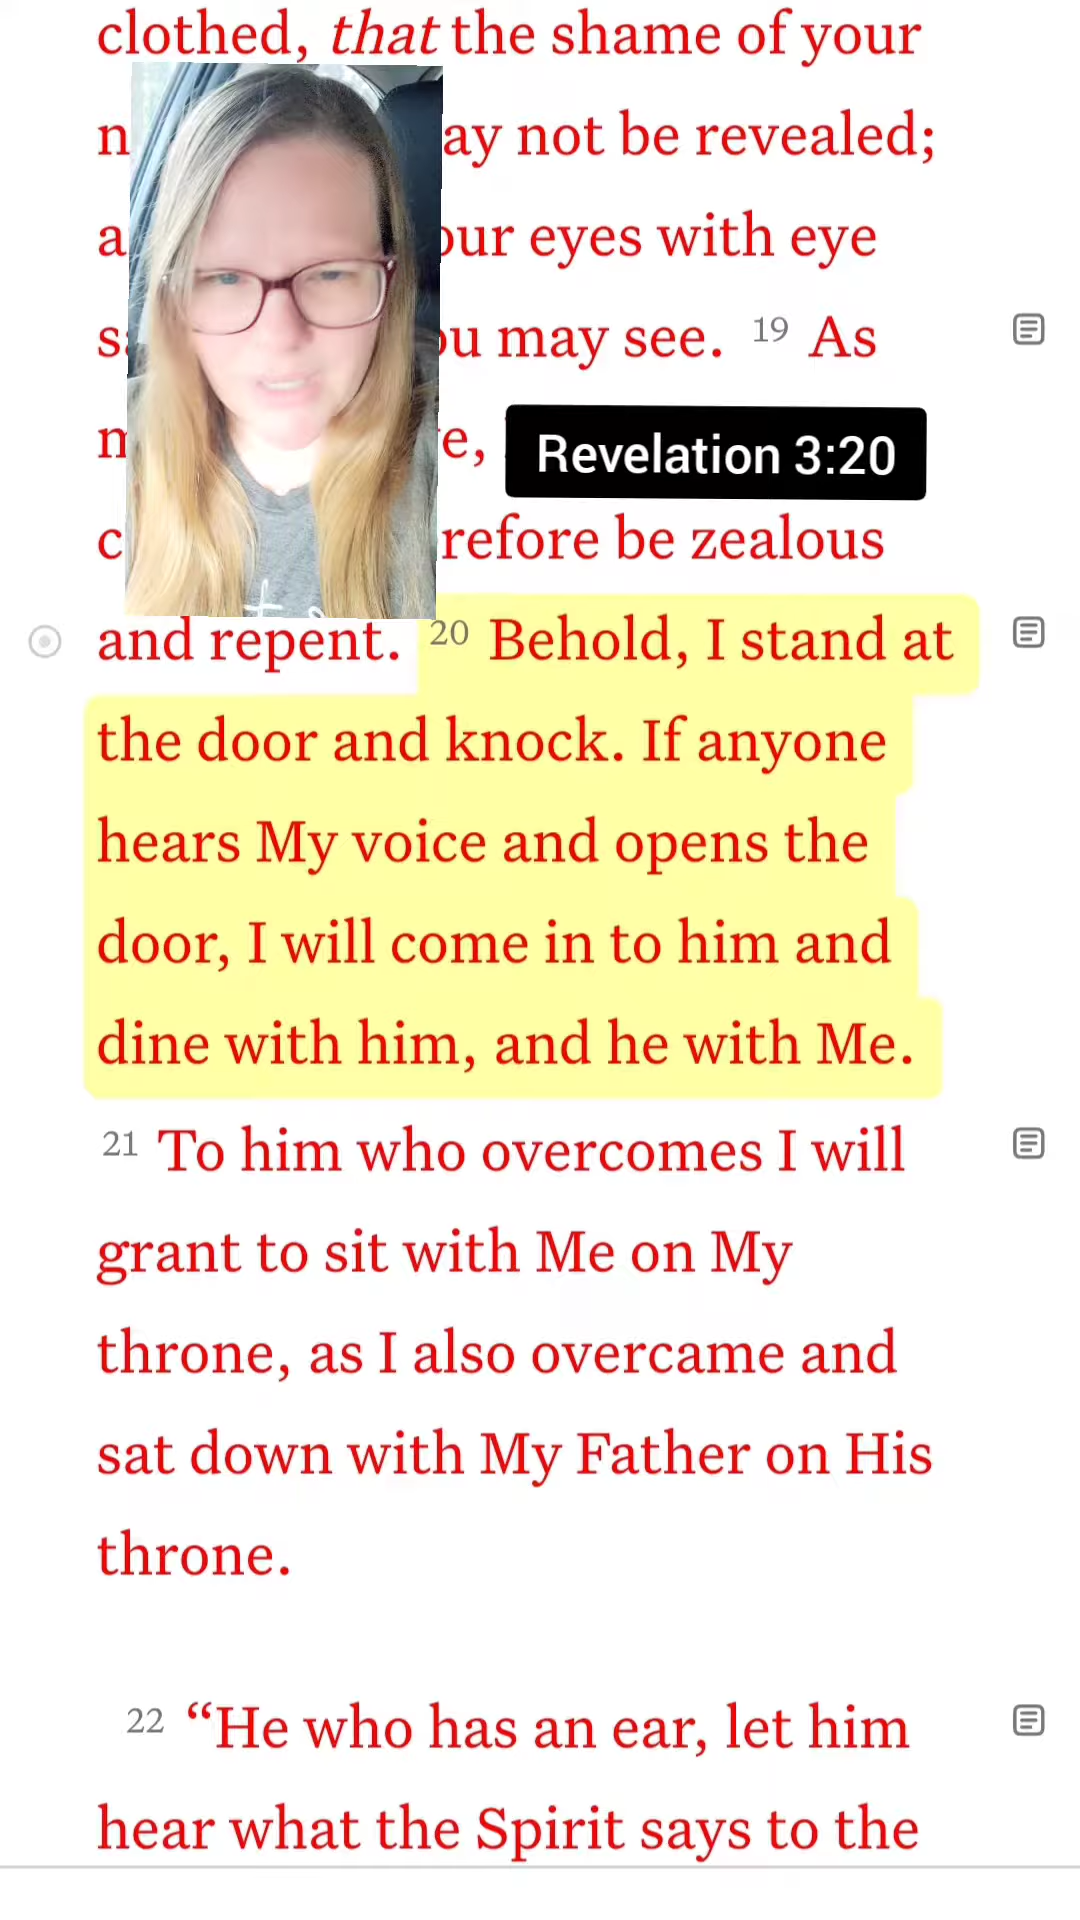 clothed, that the shame of your
may not be revealed;
your eyes with eye
you may see. 19 As
Revelation 3:20
be zealous
and repent. 20 Behold, I stand at
the door and knock. If anyone
hears My voice and opens the
door, I will come in to him and
dine with him, and he with Me.
21 To him who overcomes I will
grant to sit with Me on My
throne, as I also overcame and
sat down with My Father on His
throne.
22 “He who has an ear, let him
hear what the Spirit says to the